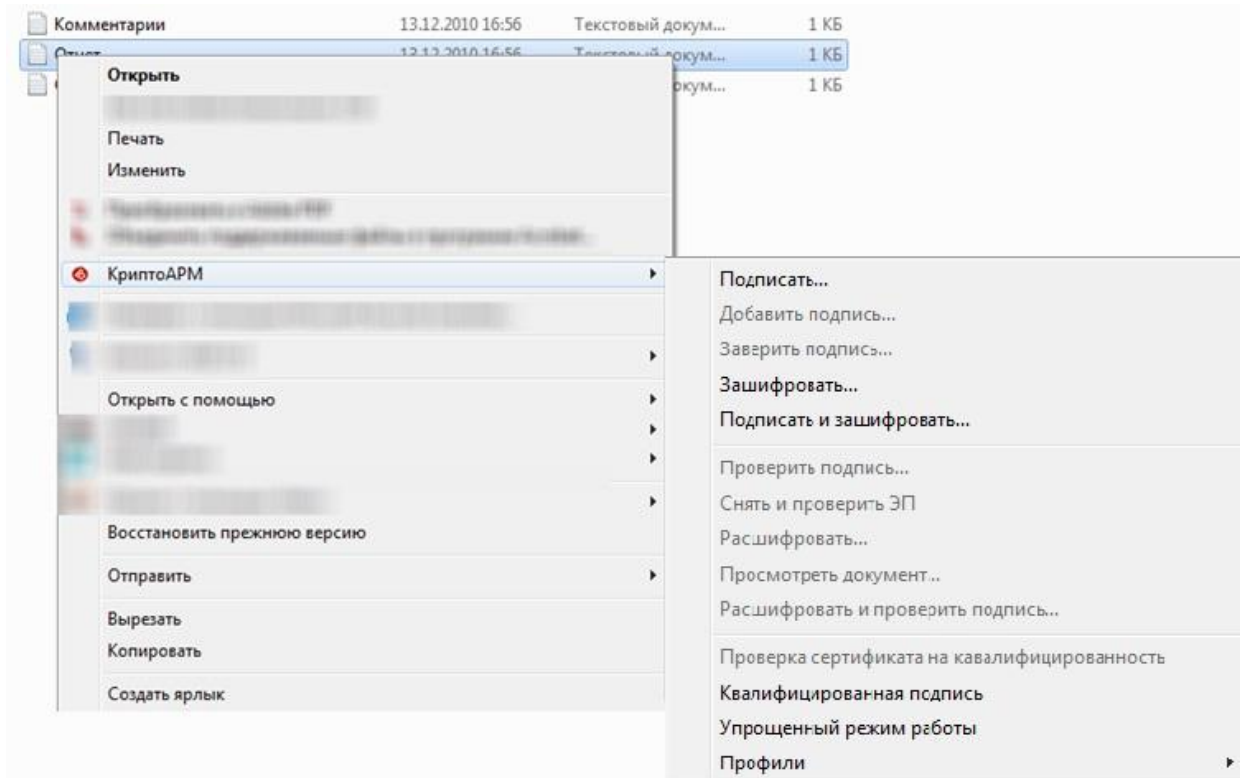 Комментарии 13.12.2010 16:56 Текстовый докум... 1 КБ
Отчет 13.12.2010 16:56 Текстовый докум... 1 КБ
окум... 1 КБ
Открыть
Печать
Изменить
КриптоАРМ
Открыть с помощью
Восстановить прежнюю версию
Отправить
Вырезать
Копировать
Создать ярлык
Подписать...
Добавить подпись...
Заверить подпись...
Зашифровать...
Подписать и зашифровать...
Проверить подпись...
Снять и проверить ЭП
Расшифровать...
Просмотреть документ...
Расшифровать и проверить подпись...
Проверка сертификата на кавалифицированность
Квалифицированная подпись
Упрощенный режим работы
Профили